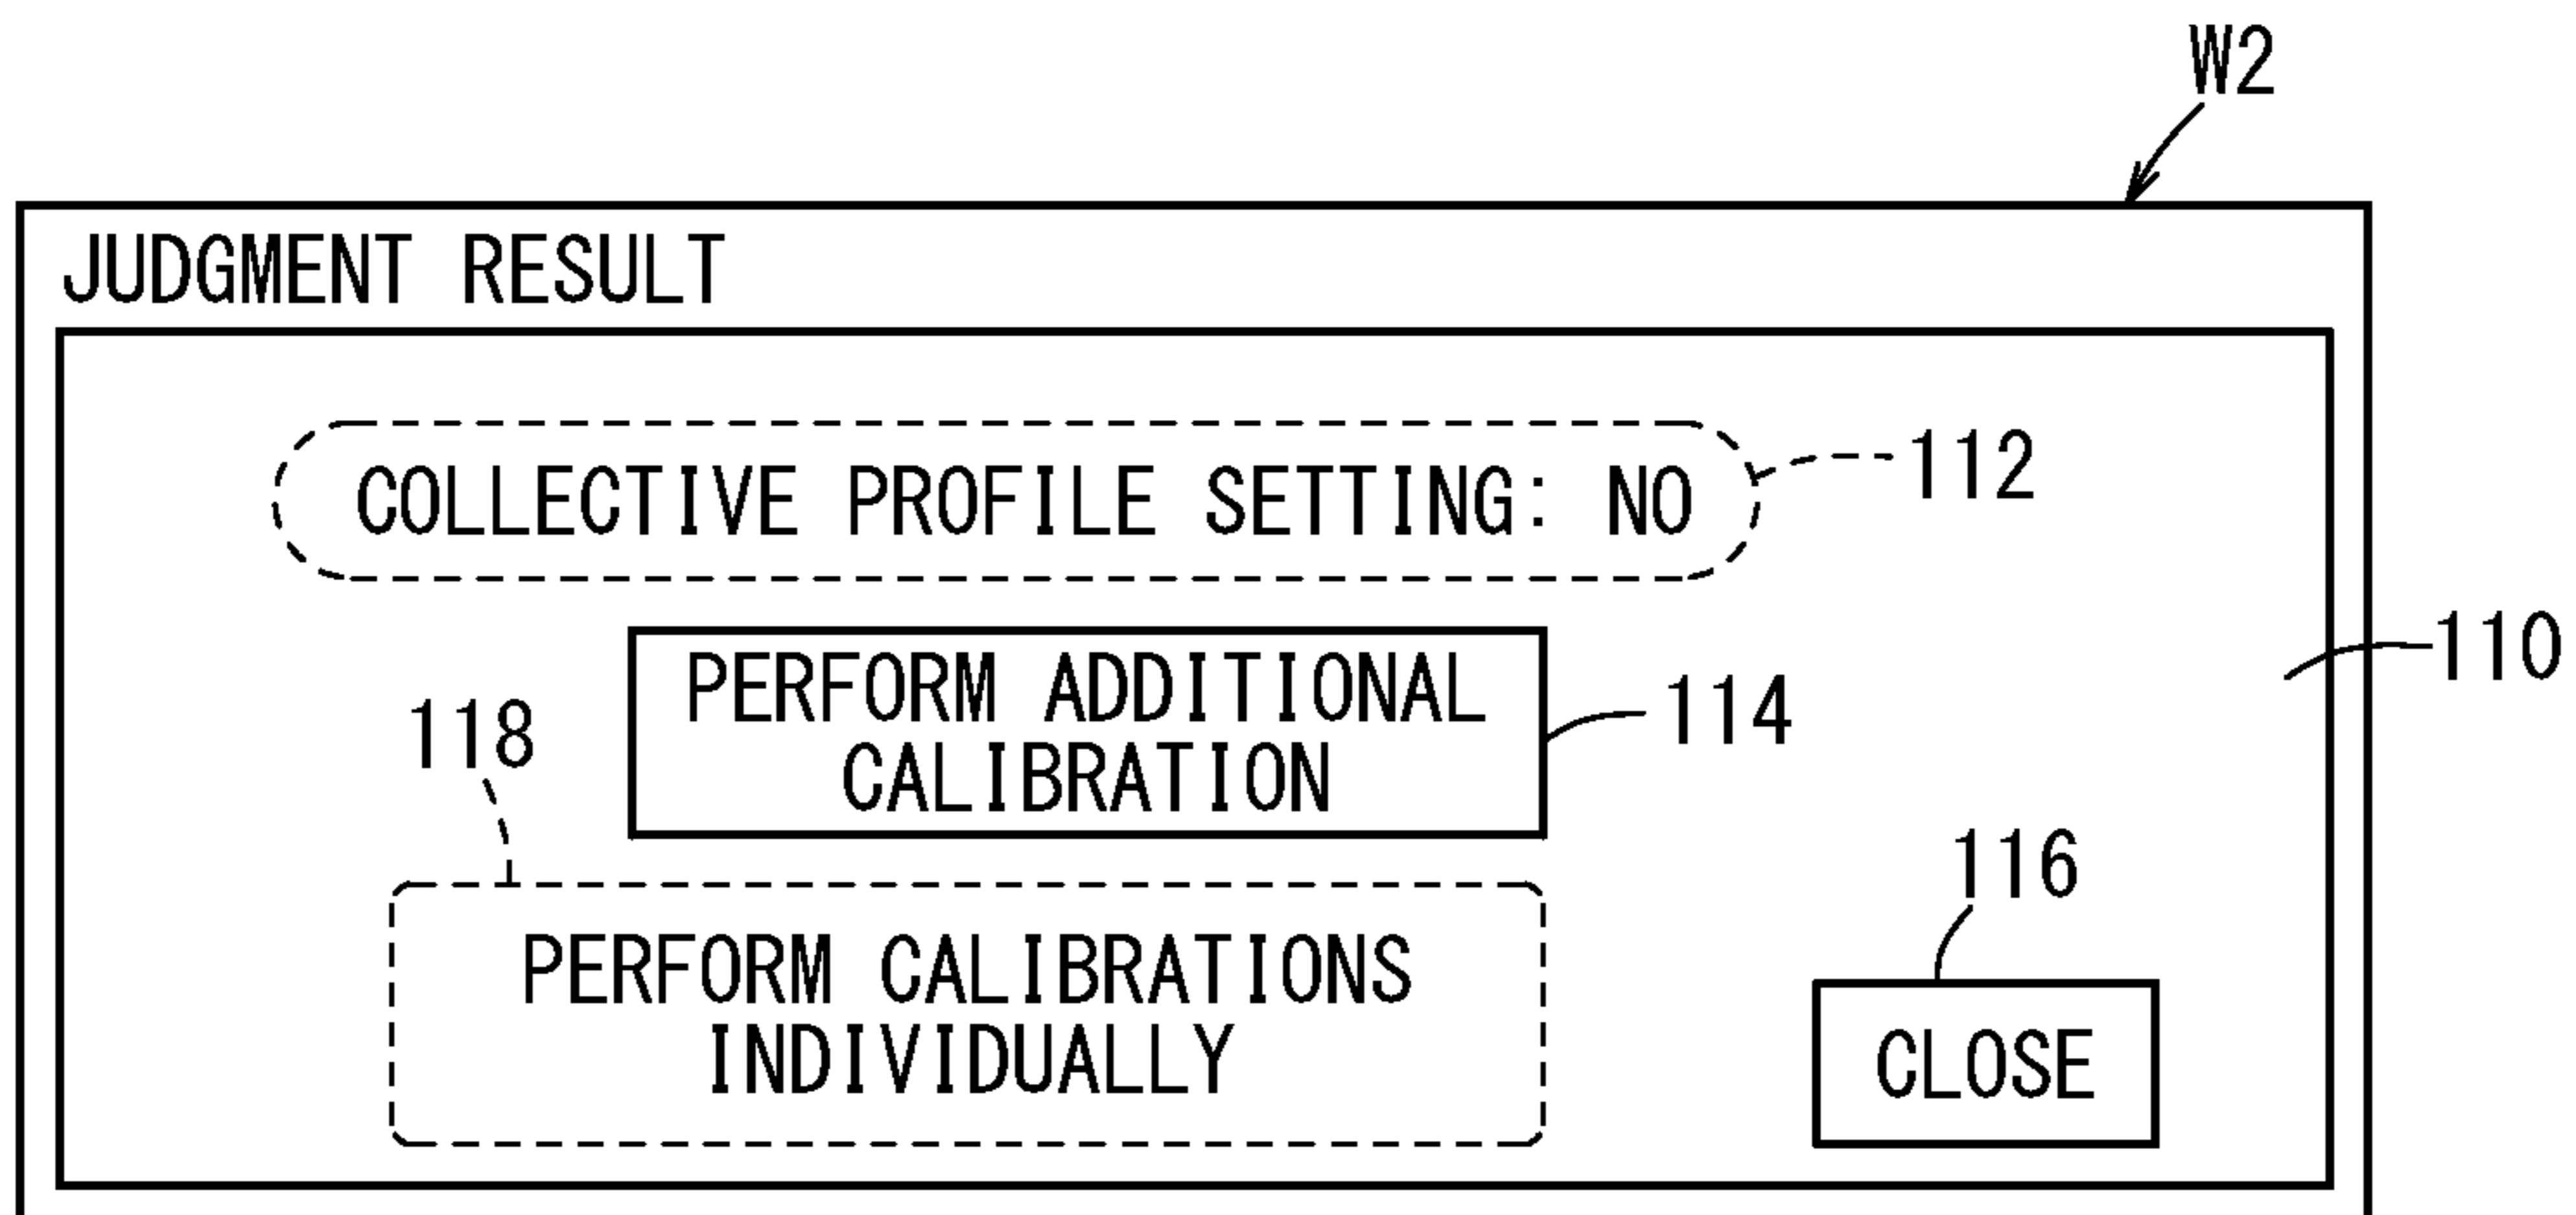 W2
JUDGMENT RESULT
COLLECTIVE PROFILE SETTING: NO
112
110
PERFORM ADDITIONAL
CALIBRATION
114
118
116
PERFORM CALIBRATIONS
INDIVIDUALLY
CLOSE